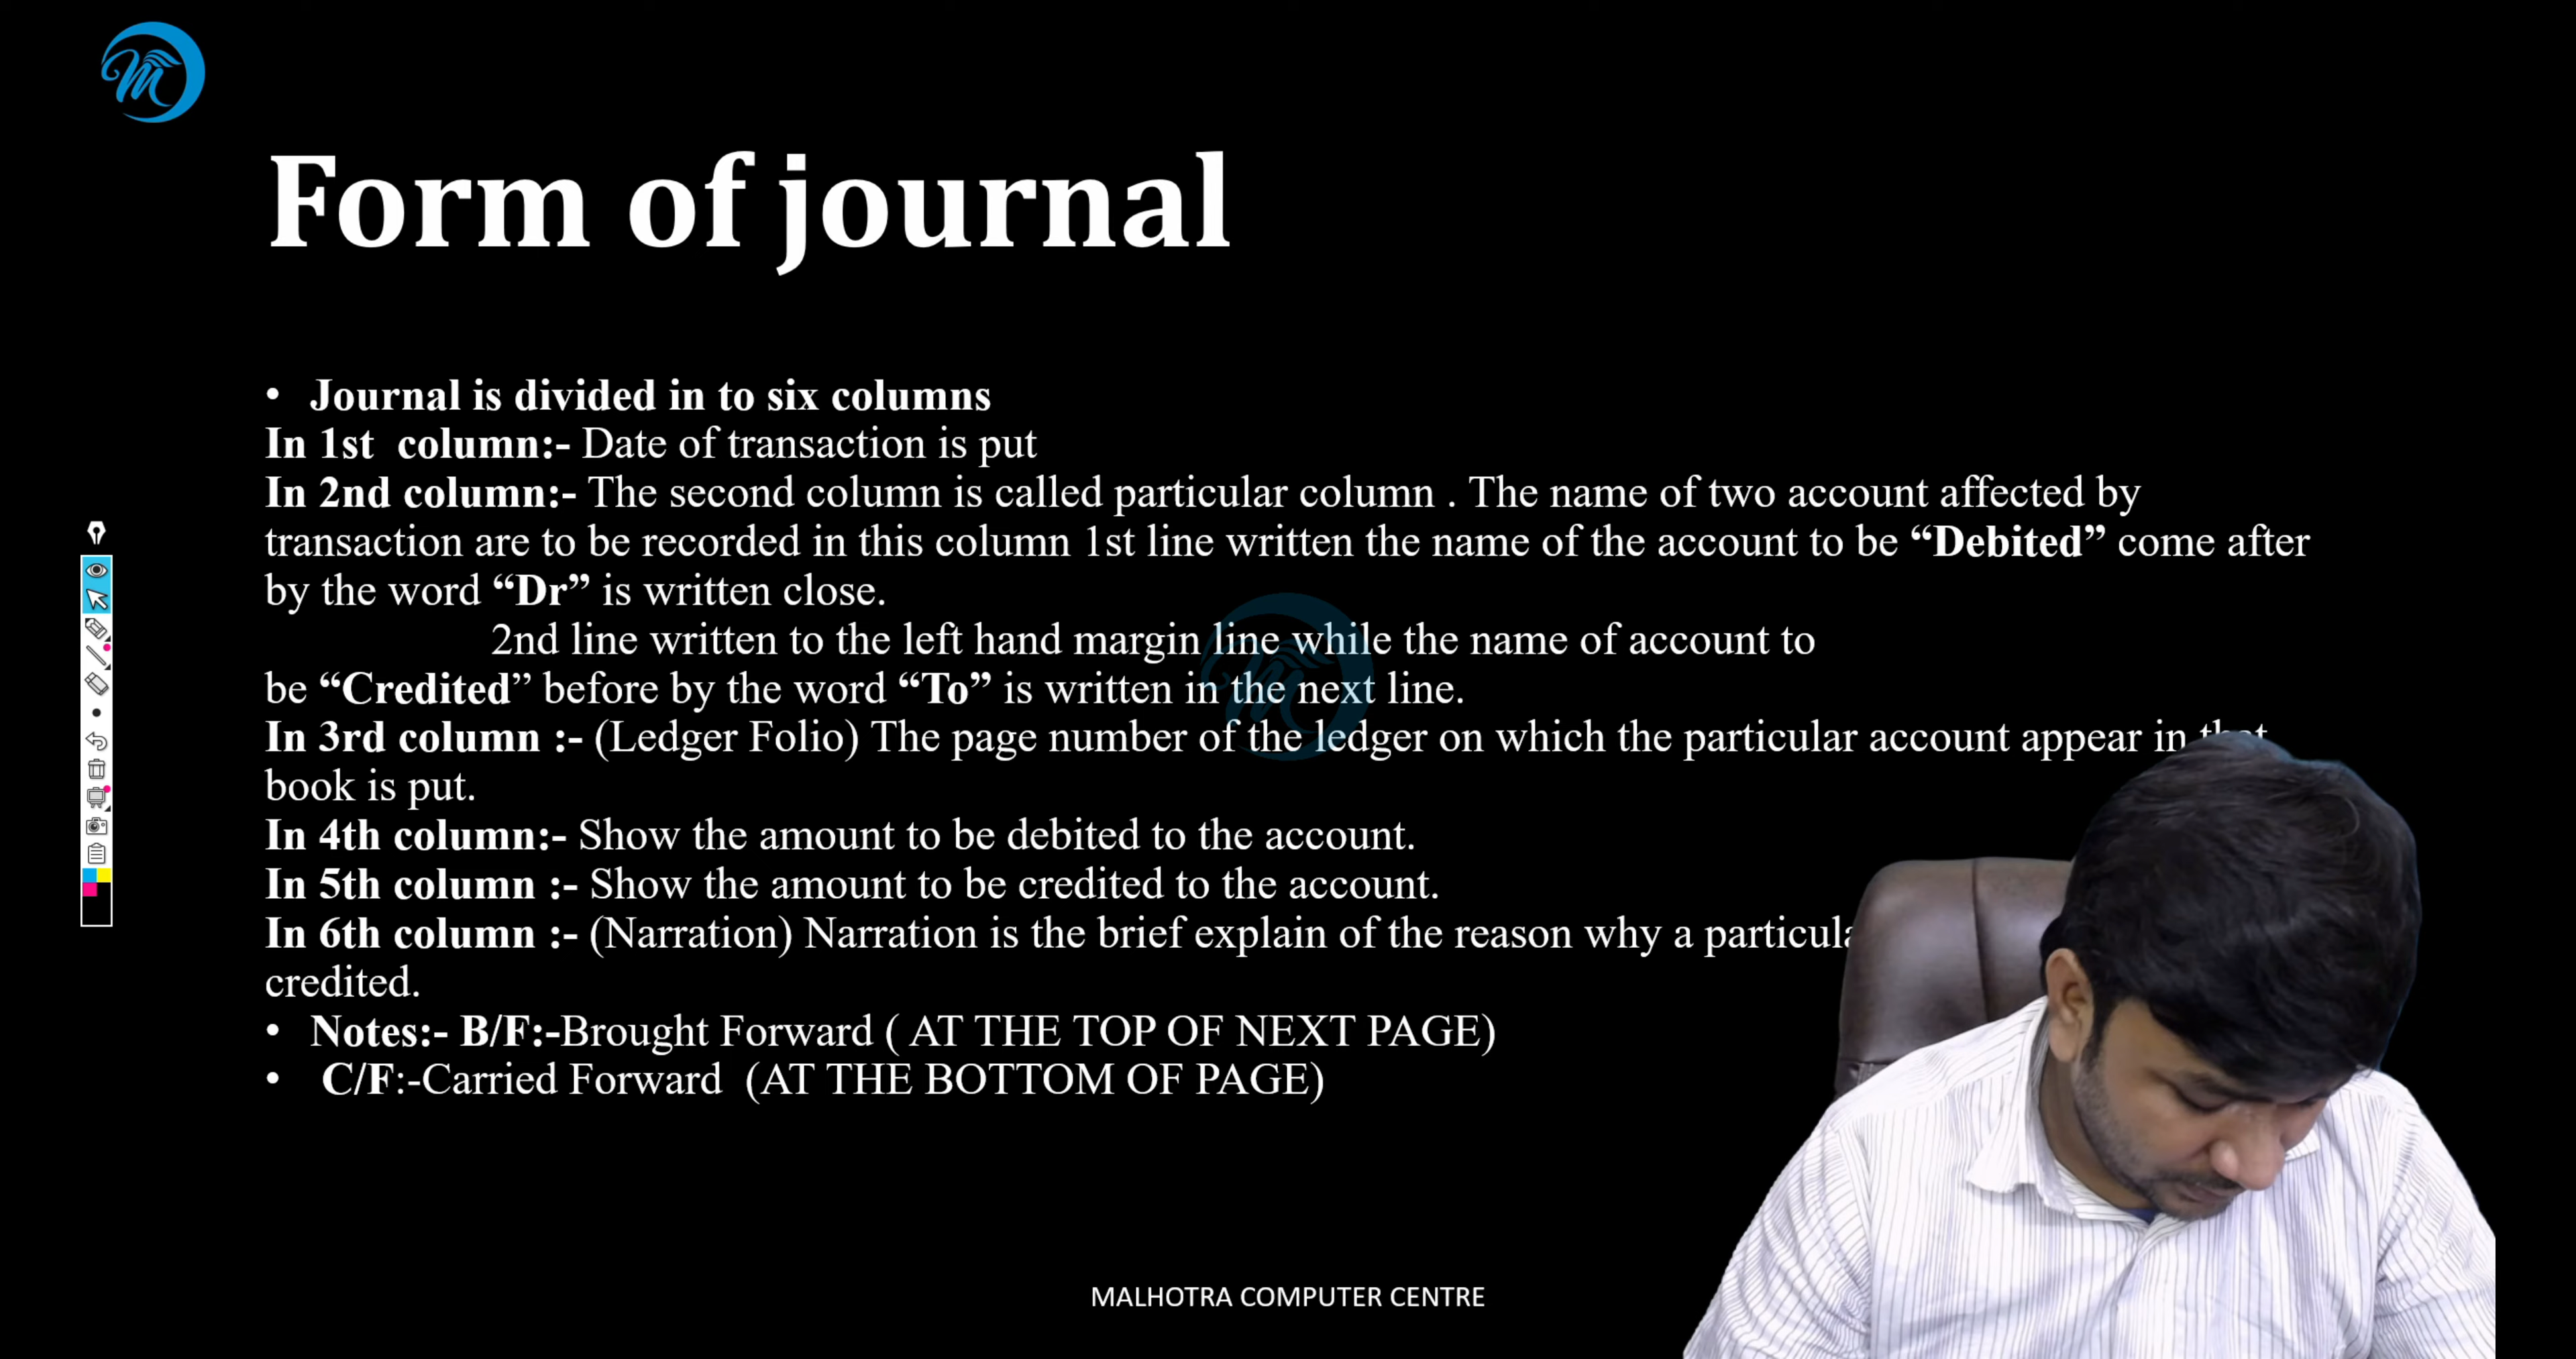 Form of journal
• Journal is divided in to six columns
In 1st column:- Date of transaction is put
In 2nd column:- The second column is called particular column . The name of two account affected by
transaction are to be recorded in this column 1st line written the name of the account to be “Debited” come after
by the word “Dr” is written close.
2nd line written to the left hand margin line while the name of account to
be “Credited” before by the word “To” is written in the next line.
In 3rd column :- (Ledger Folio) The page number of the ledger on which the particular account appear in that
book is put.
In 4th column:- Show the amount to be debited to the account.
In 5th column :- Show the amount to be credited to the account.
In 6th column :- (Narration) Narration is the brief explain of the reason why a
credited.
• Notes:- B/F:-Brought Forward ( AT THE TOP OF NEXT PAGE)
• C/F:-Carried Forward (AT THE BOTTOM OF PAGE)
MALHOTRA COMPUTER CENTRE